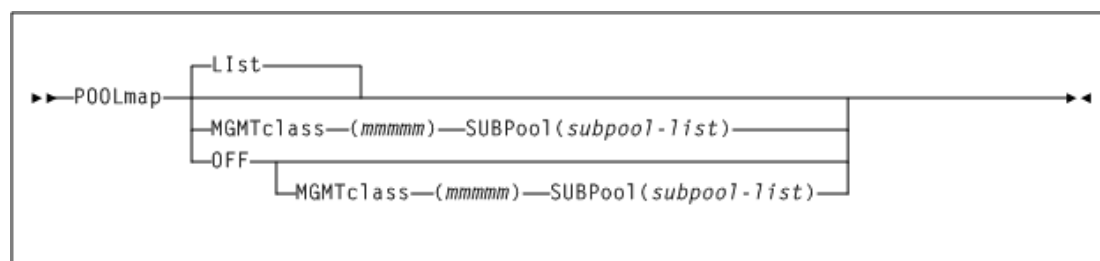 LIst
POOLmap
MGMTclass (mmmmm) SUBPool(subpool-list)
OFF
MGMTclass (mmmmm) SUBPool(subpool-list)